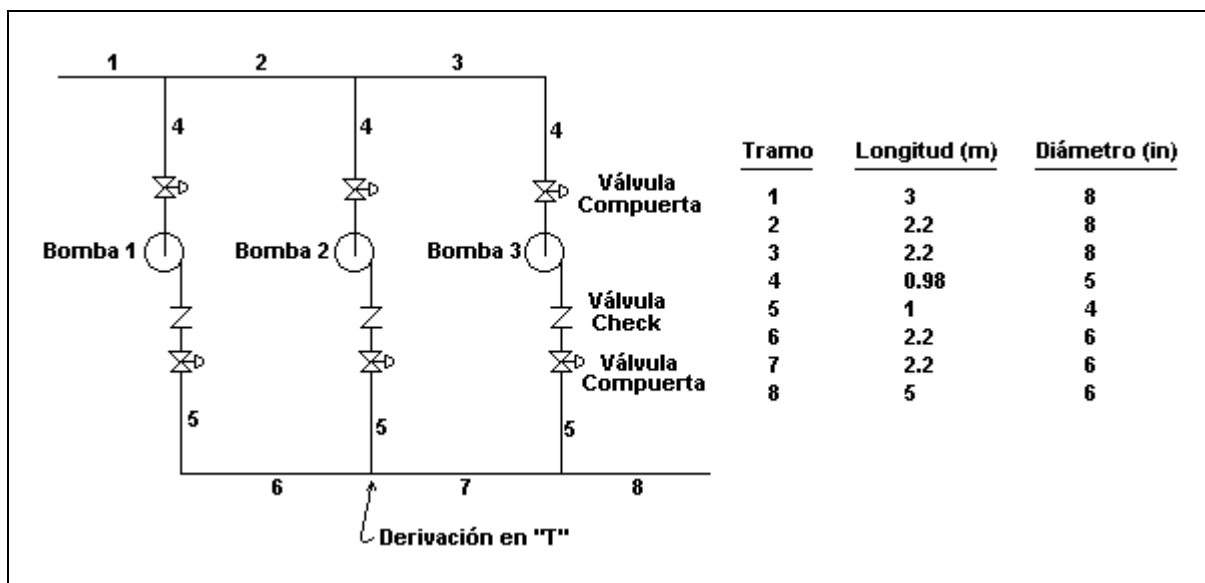 1 2 3
4 4 4
Válvula
Compuerta
Bomba 1 Bomba 2 Bomba 3
Válvula
Check
Válvula
Compuerta
5 5 5
6 7 8
Derivación en "T"
Tramo Longitud (m) Diámetro (in)
1 3 8
2 2.2 8
3 2.2 8
4 0.98 5
5 1 4
6 2.2 6
7 2.2 6
8 5 6